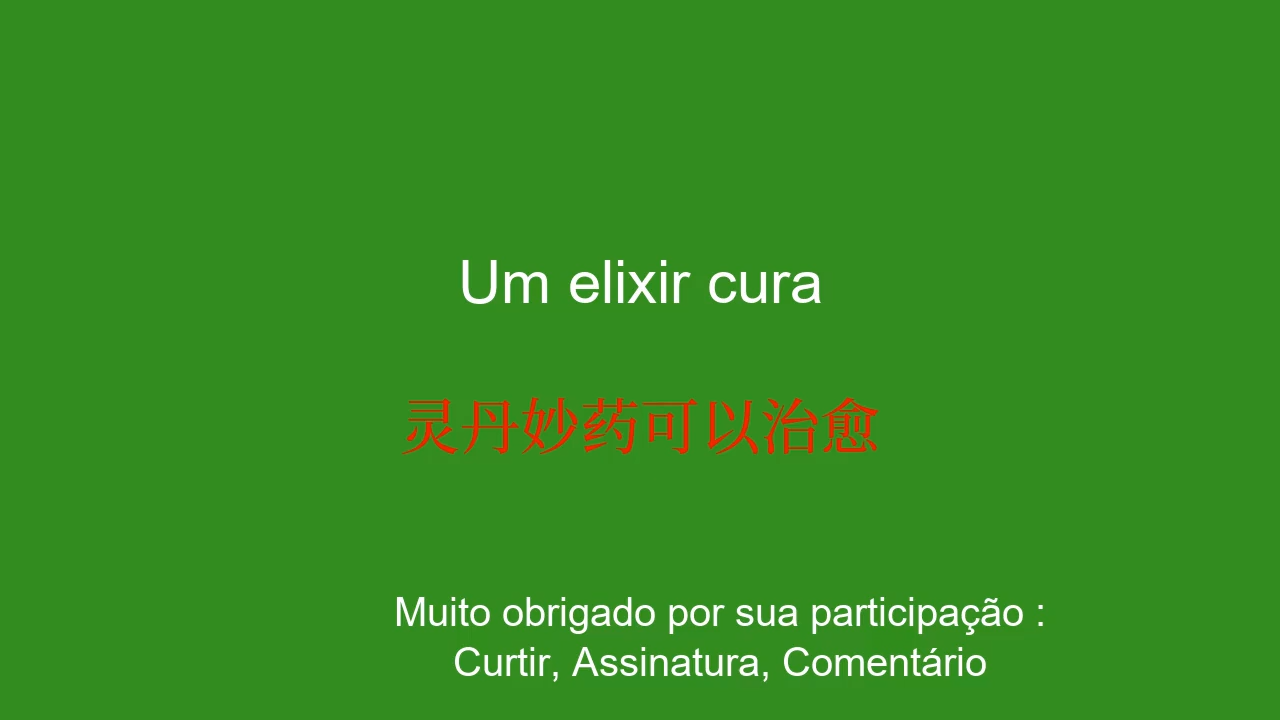 Um elixir cura
灵丹妙药可以治愈
Muito obrigado por sua participação :
Curtir, Assinatura, Comentário